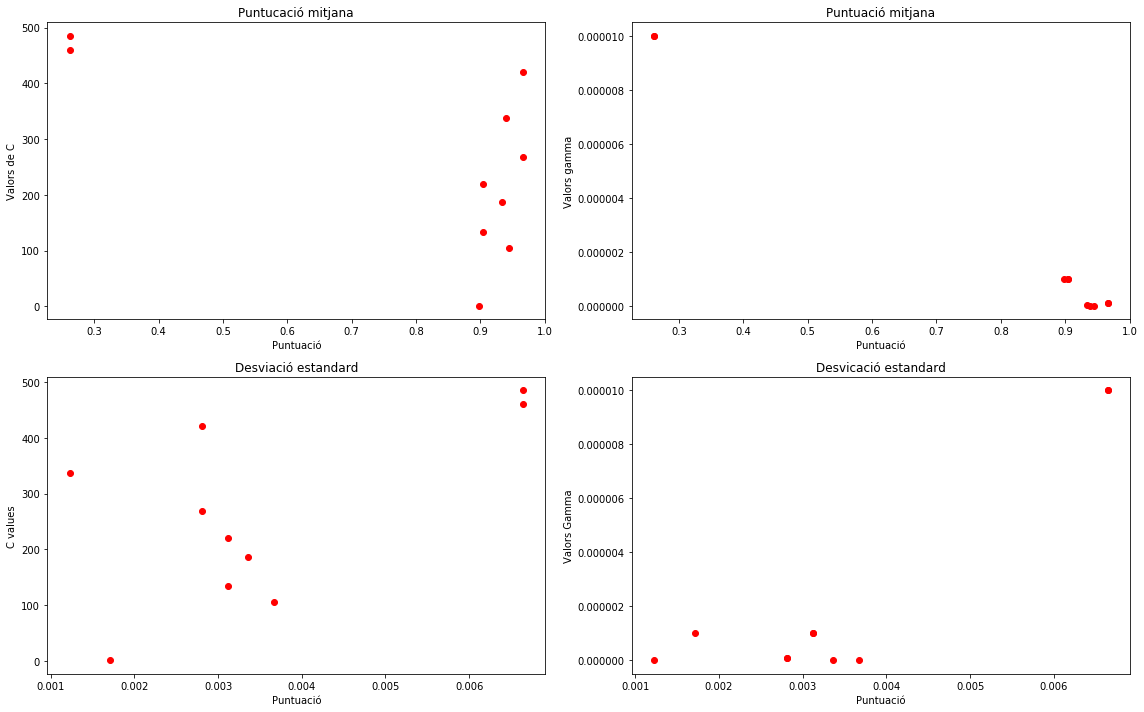 Puntucació mitjana
500
400
300
200
100
0
Valors de C
0.3 0.4 0.5 0.6 0.7 0.8 0.9 1.0
Puntuació
Puntuació mitjana
0.000010
0.000008
0.000006
0.000004
0.000002
0.000000
Valors gamma
0.3 0.4 0.5 0.6 0.7 0.8 0.9 1.0
Puntuació
Desviació estandard
500
400
300
200
100
0
C values
0.001 0.002 0.003 0.004 0.005 0.006
Puntuació
Desvicació estandard
0.000010
0.000008
0.000006
0.000004
0.000002
0.000000
Valors Gamma
0.001 0.002 0.003 0.004 0.005 0.006
Puntuació